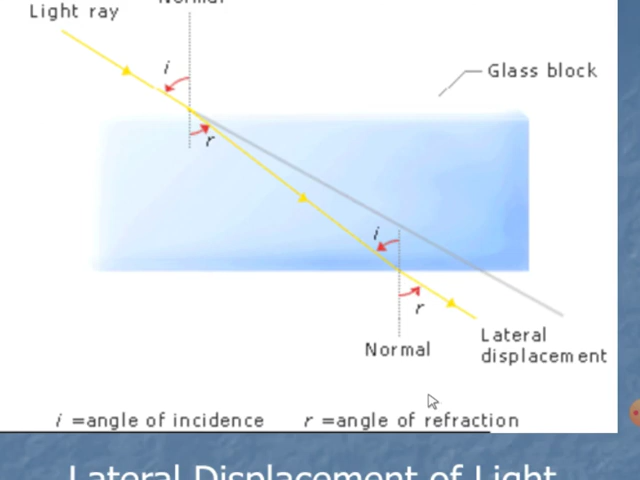 Normal
Light ray
i
Glass block
r
i
r
Normal
Lateral
displacement
i =angle of incidence r =angle of refraction
Lateral Displacement of Light